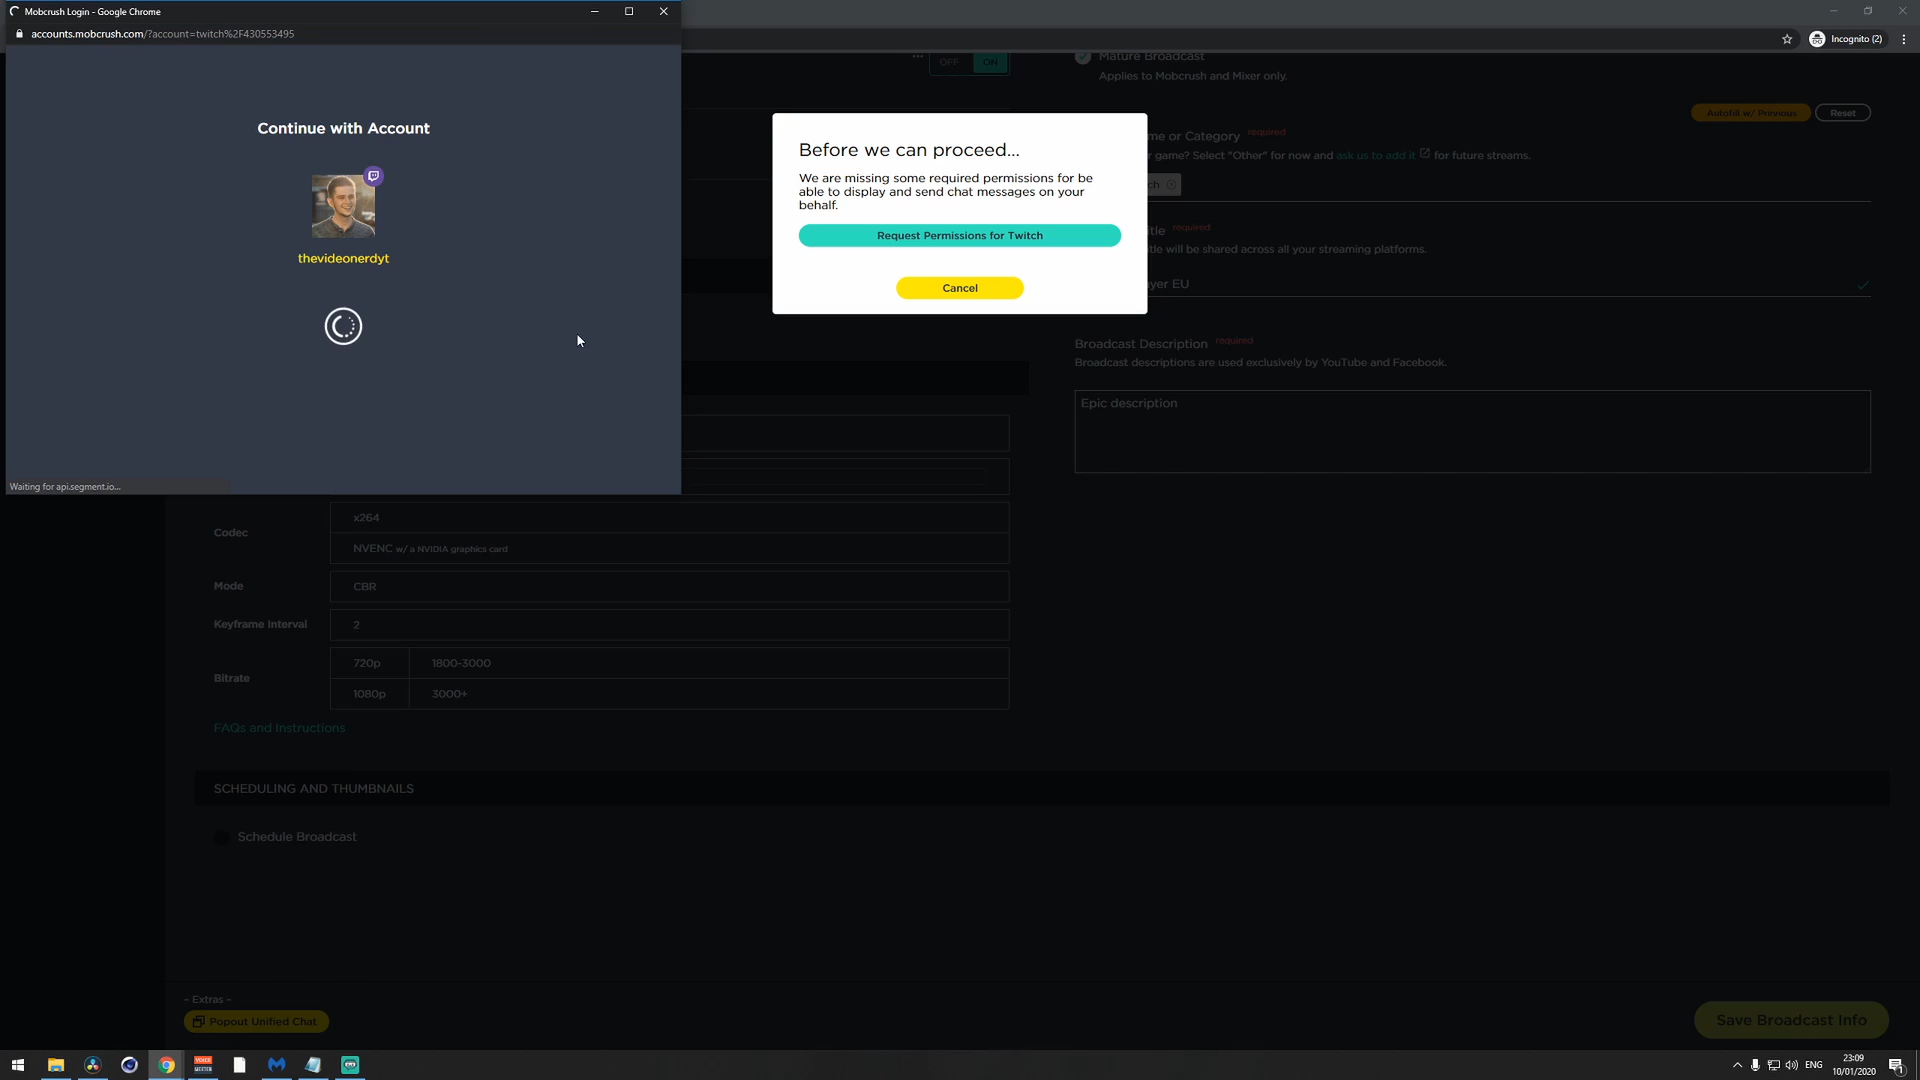 Mobcrush Login - Google Chrome
accounts.mobcrush.com/?account=twitch%2F430553495
Incognito (2)
Continue with Account
thevideonerdyt
Waiting for api.segment.io...
OFF
ON
Mature Broadcast
Applies to Mobcrush and Mixer only.
Autofill w/ Previous
Reset
Before we can proceed...
We are missing some required permissions for be
able to display and send chat messages on your
behalf.
Request Permissions for Twitch
Cancel
me or Category required
r game? Select "Other" for now and ask us to add it for future streams.
ch
itle required
itle will be shared across all your streaming platforms.
yer EU
Broadcast Description required
Broadcast descriptions are used exclusively by YouTube and Facebook.
Epic description
Codec
x264
NVENC w/ a NVIDIA graphics card
Mode
CBR
Keyframe Interval
2
Bitrate
720p
1800-3000
1080p
3000+
FAQs and Instructions
SCHEDULING AND THUMBNAILS
Schedule Broadcast
– Extras –
Popout Unified Chat
Save Broadcast Info
VOICE
MEETER
ENG
23:09
10/01/2020
1